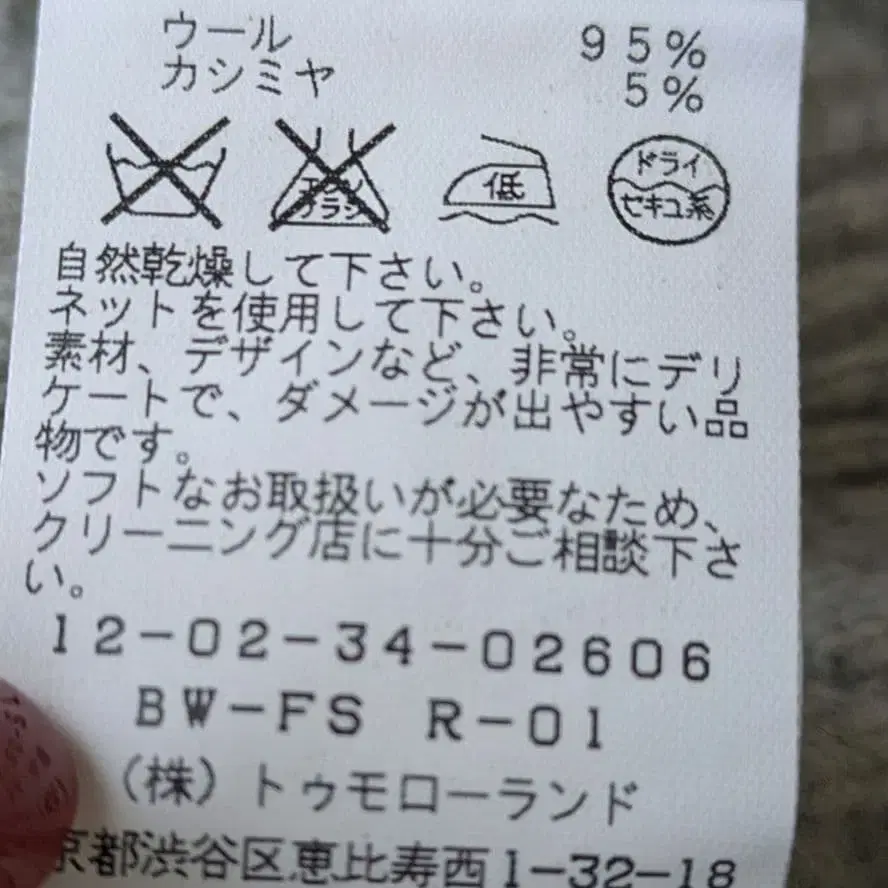 ウール 95%
カシミヤ 5%
エンソ
サラシ
低
ドライ
セキユ系
自然乾燥して下さい。
ネットを使用して下さい。
素材、デザインなど、非常にデリ
ケートで、ダメージが出やすい品
物です。
ソフトなお取扱いが必要なため、
クリーニング店に十分ご相談下さ
い。
12-02-34-02606
BW-FS R-01
(株)トゥモローランド
京都渋谷区恵比寿西1-32-18